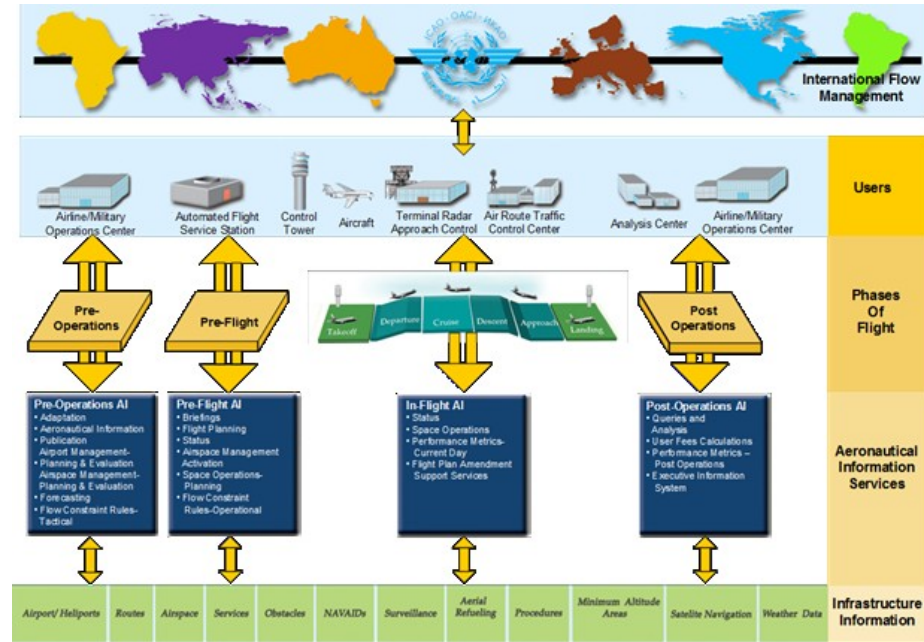 ICAO · OACI · ИКАО
International Flow
Management
Users
Airline/Military
Operations Center
Automated Flight
Service Station
Control
Tower
Aircraft
Terminal Radar
Approach Control
Air Route Traffic
Control Center
Analysis Center
Airline/Military
Operations Center
Phases
Of
Flight
Pre-
Operations
Pre-Flight
Takeoff
Departure
Cruise
Descent
Approach
Landing
Post
Operations
Aeronautical
Information
Services
Pre-Operations AI
• Adaptation
• Aeronautical Information
• Publication
Airport Management-
• Planning & Evaluation
Airspace Management-
Planning & Evaluation
• Forecasting
• Flow Constraint Rules-
Tactical
Pre-Flight AI
• Briefings
• Flight Planning
• Status
• Airspace Management
Activation
• Space Operations-
Planning
• Flow Constraint
Rules-Operational
In-Flight AI
• Status
• Space Operations
• Performance Metrics-
Current Day
• Flight Plan Amendment
Support Services
Post-Operations AI
• Queries and
Analysis
• User Fees Calculations
• Performance Metrics –
Post Operations
• Executive Information
System
Airport/ Heliports
Routes
Airspace
Services
Obstacles
NAVAIDs
Surveillance
Aerial
Refueling
Procedures
Minimum Altitude
Areas
Satelite Navigation
Weather Data
Infrastructure
Information